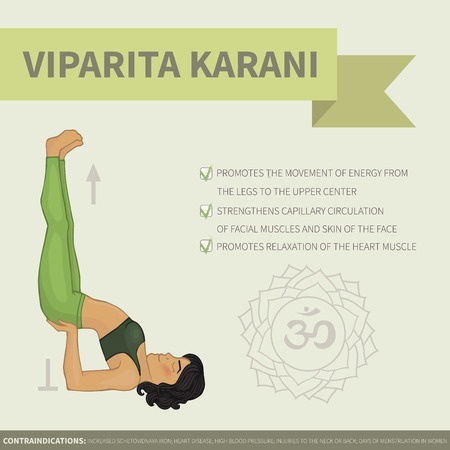 VIPARITA KARANI
PROMOTES THE MOVEMENT OF ENERGY FROM
THE LEGS TO THE UPPER CENTER
STRENGTHENS CAPILLARY CIRCULATION
OF FACIAL MUSCLES AND SKIN OF THE FACE
PROMOTES RELAXATION OF THE HEART MUSCLE
ॐ
CONTRAINDICATIONS: INCREASED IRON; HEART DISEASE; HIGH BLOOD PRESSURE; INJURIES TO THE NECK OR BACK; DAYS OF MENSTRUATION IN WOMEN